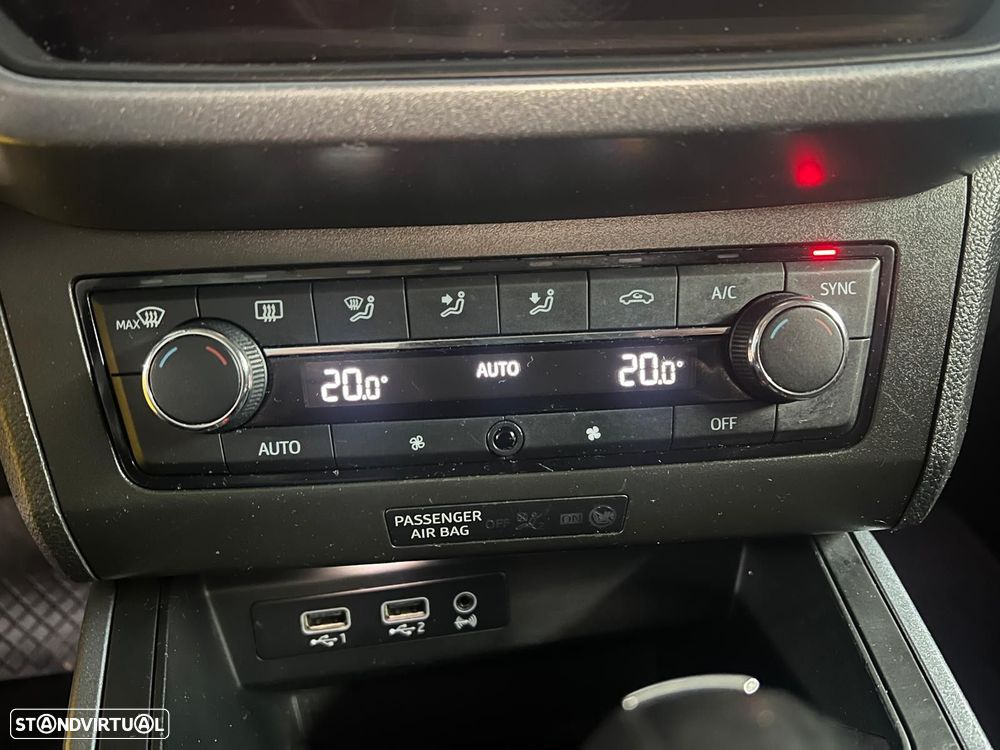 MAX
A/C
SYNC
20.0°
AUTO
20.0°
AUTO
OFF
PASSENGER
AIR BAG
OFF
ON
1
2
STANDVIRTUAL